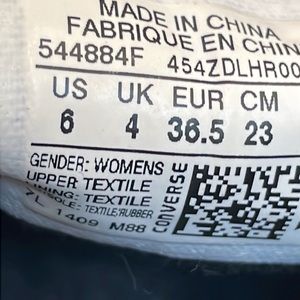 MADE IN CHINA
FABRIQUE EN CHIN
544884F 454ZDLHR00
US UK EUR CM
6 4 36.5 23
GENDER: WOMENS
UPPER: TEXTILE
LINING: TEXTILE
SOLE: TEXTILE/RUBBER
1409 M88
CONVERSE